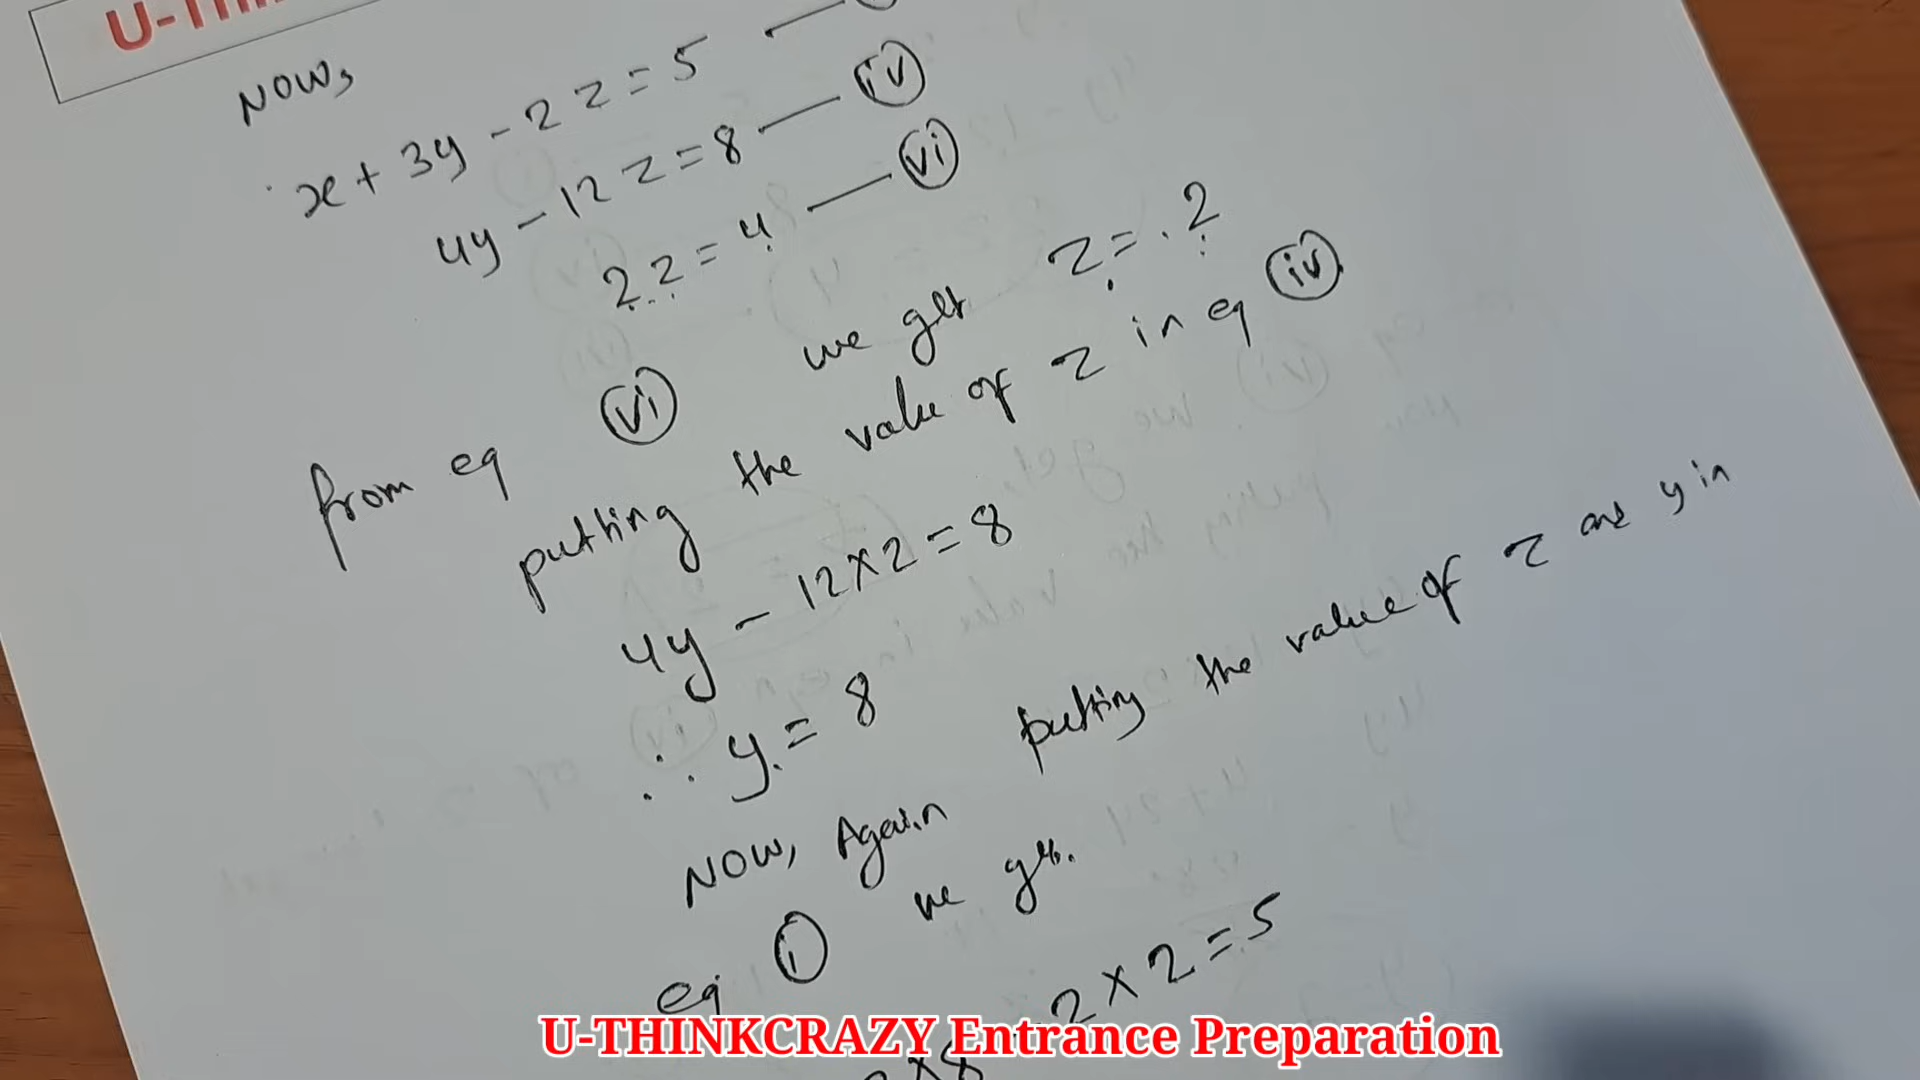 U-Thi
NOW,
x + 3y - 2z = 5
4y - 12z = 8 — iv
2z = 4 — vi
from eq vi we get z = 2
putting the value of z in eq iv
4y - 12×2 = 8
∴ y = 8
NOW, Again putting the value of z and y in
eq i we get.
2×2 = 5
×8
U-THINKCRAZY Entrance Preparation